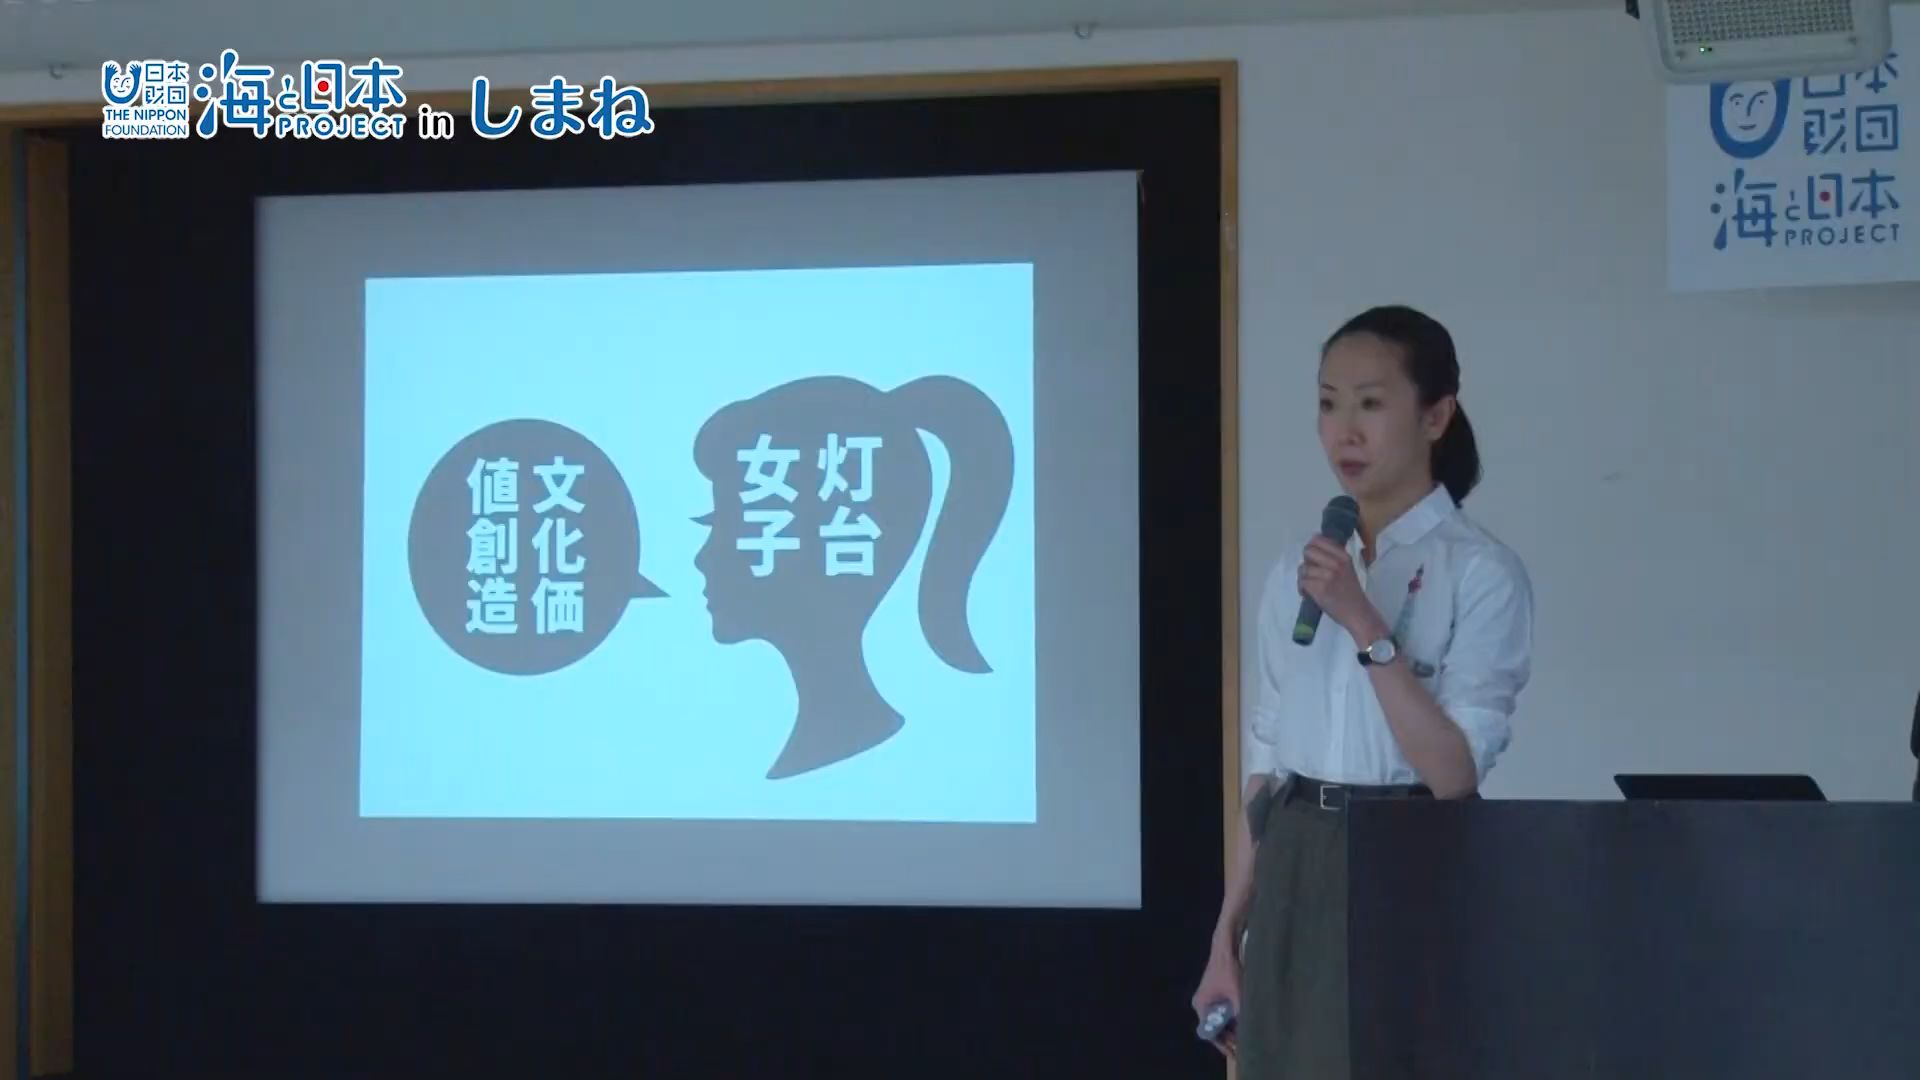 日本
財団
THE NIPPON
FOUNDATION
海と日本
PROJECT
in しまね
日本
財団
海と日本
PROJECT
灯台
女子
文化価
値創造